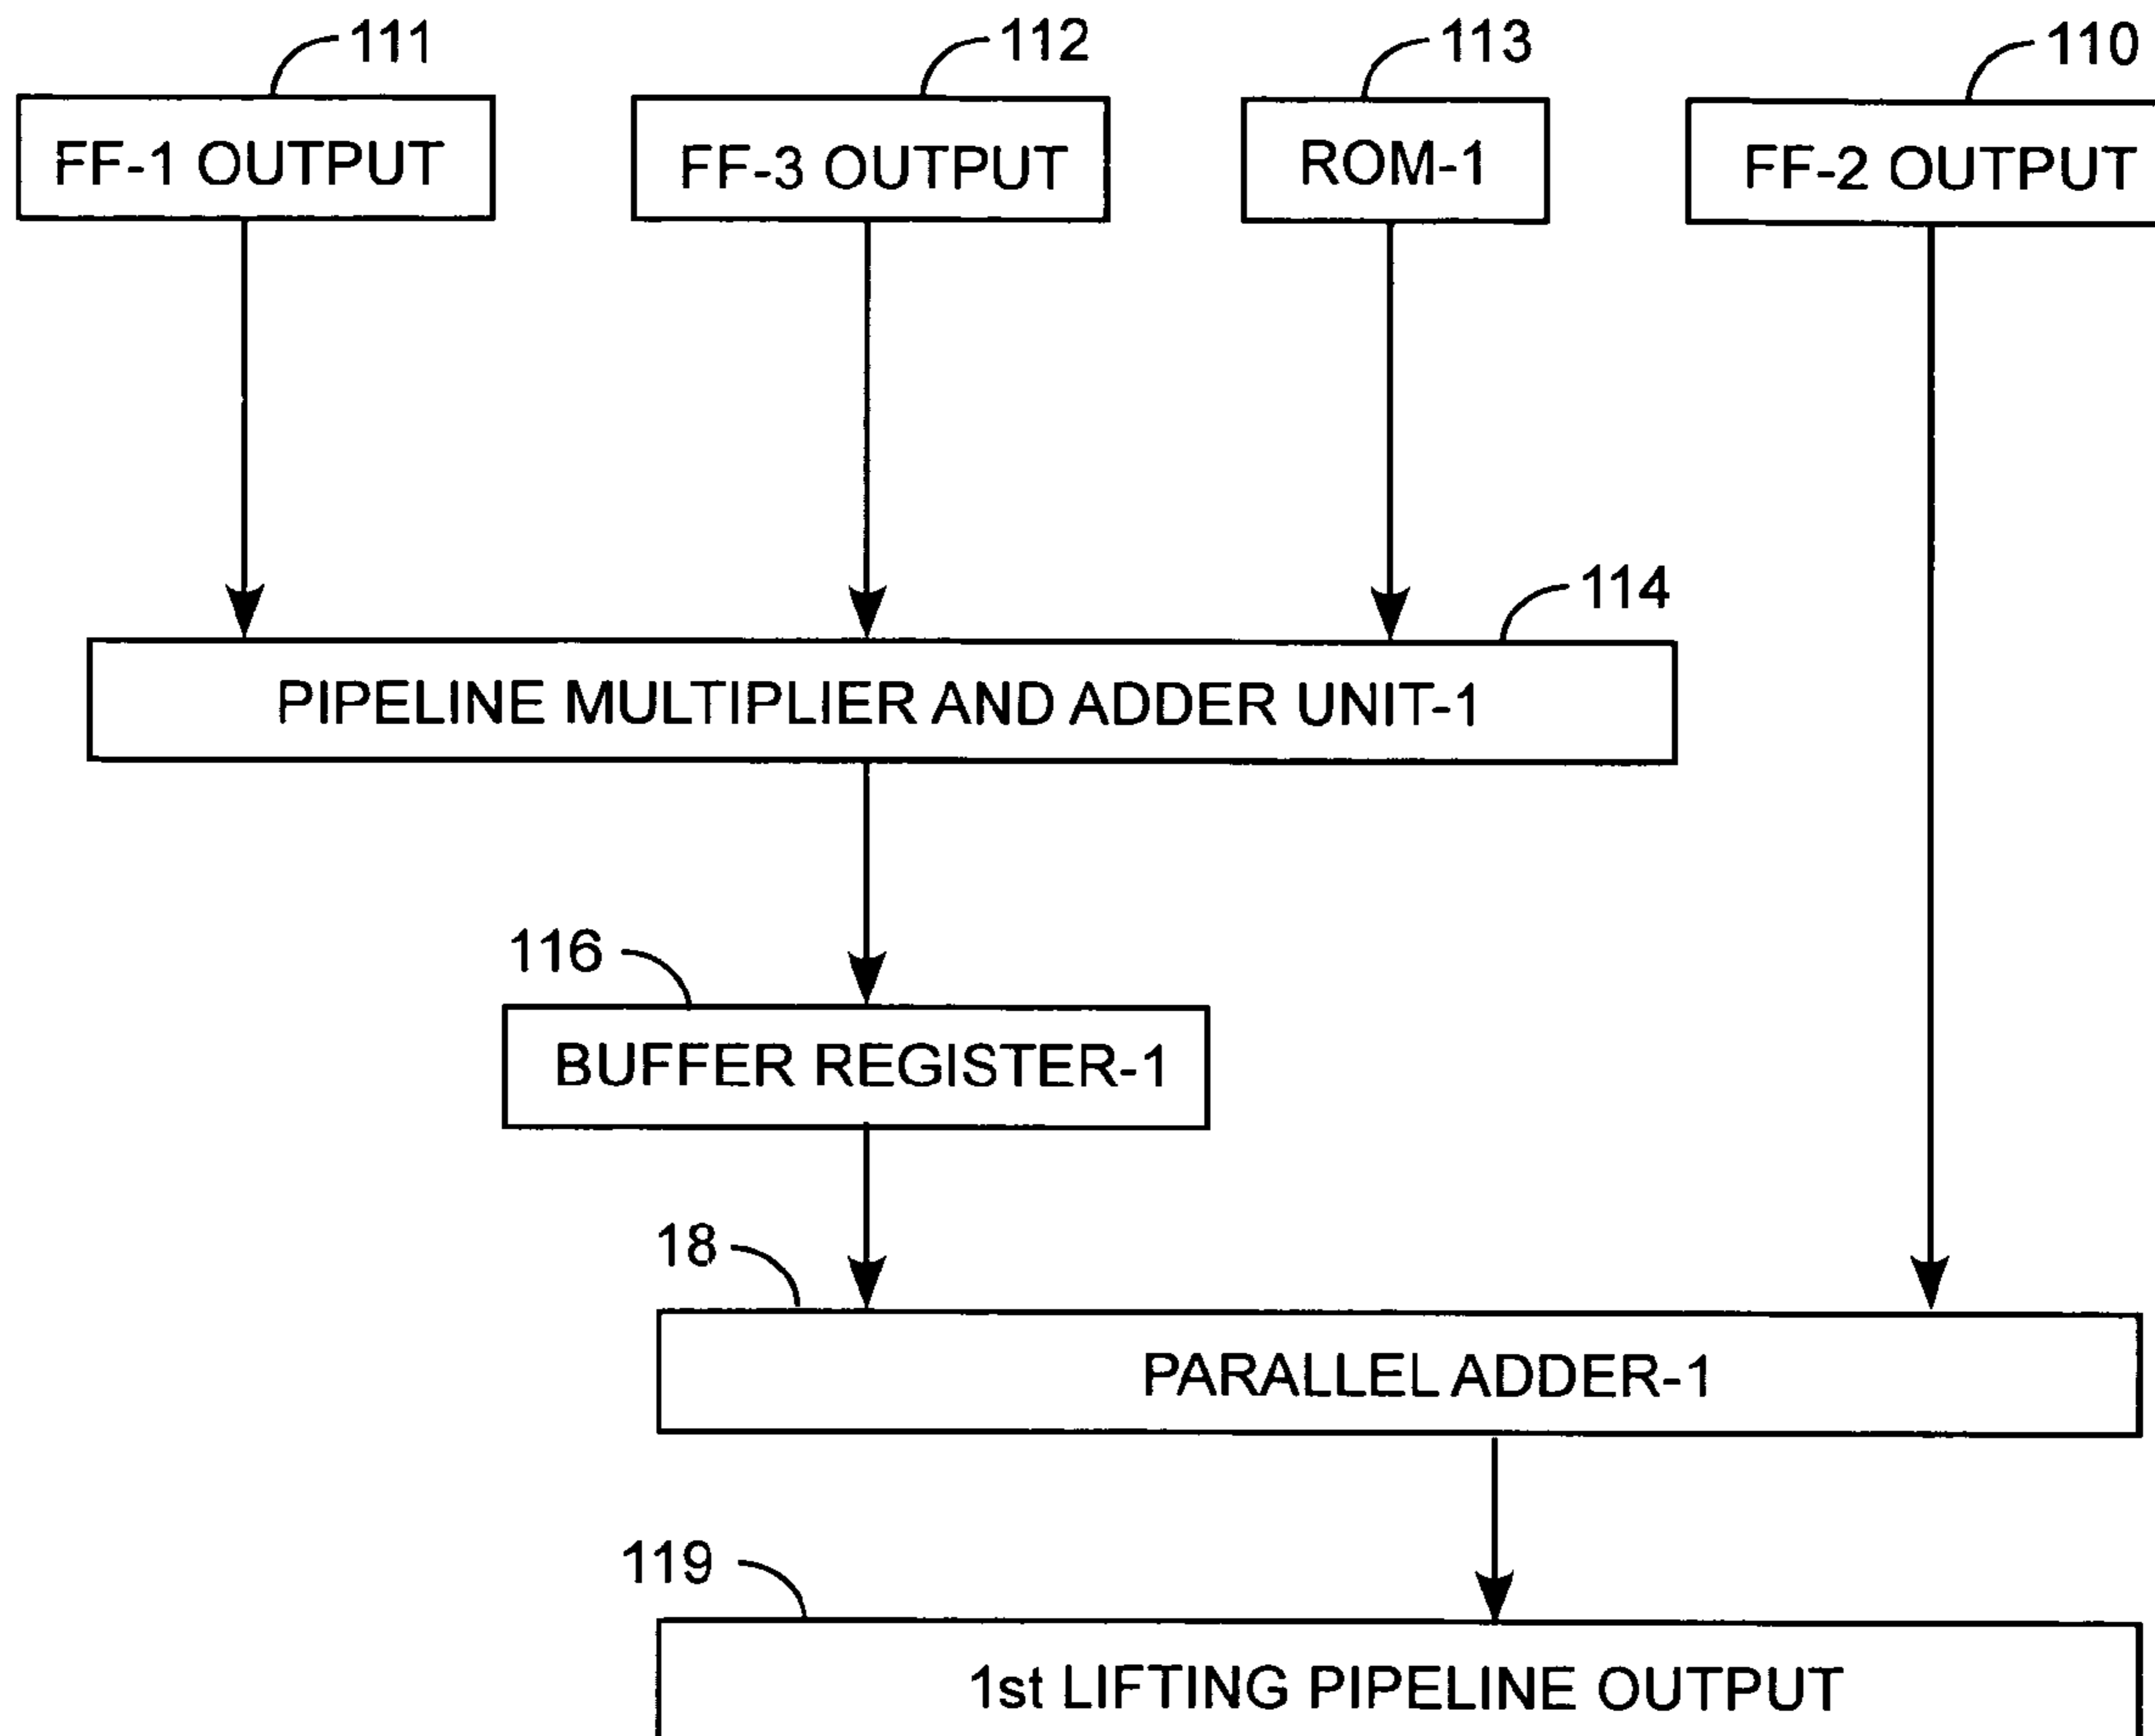 111
112
113
110
FF-1 OUTPUT
FF-3 OUTPUT
ROM-1
FF-2 OUTPUT
114
PIPELINE MULTIPLIER AND ADDER UNIT-1
116
BUFFER REGISTER-1
18
PARALLEL ADDER-1
119
1st LIFTING PIPELINE OUTPUT